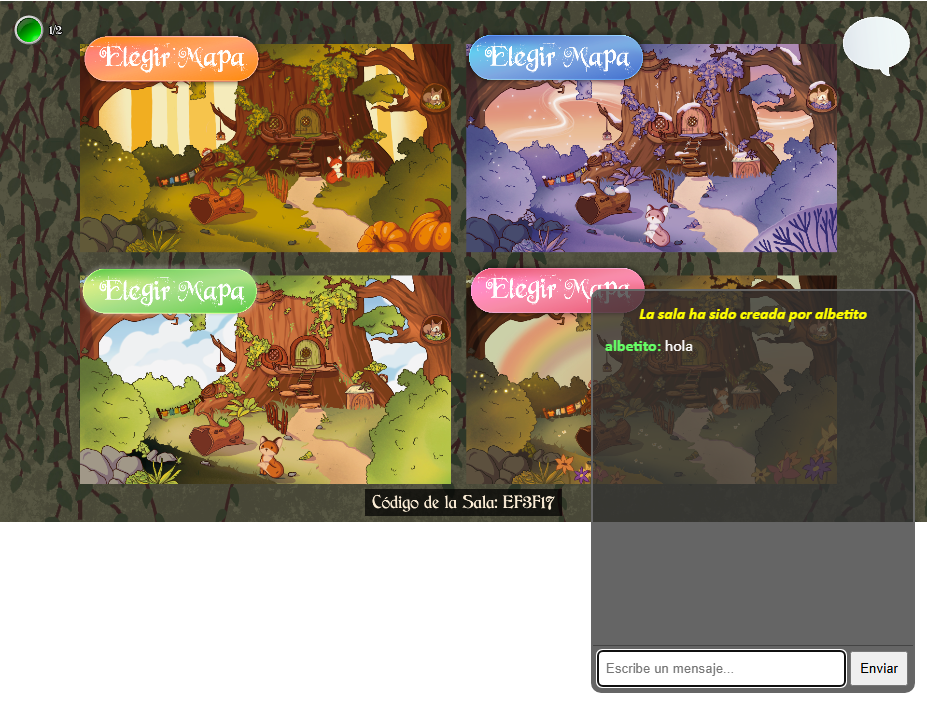 1/2
Elegir Mapa
Elegir Mapa
Elegir Mapa
Elegir Mapa
La sala ha sido creada por albetito
albetito: hola
Código de la Sala: EF3F17
Escribe un mensaje...
Enviar